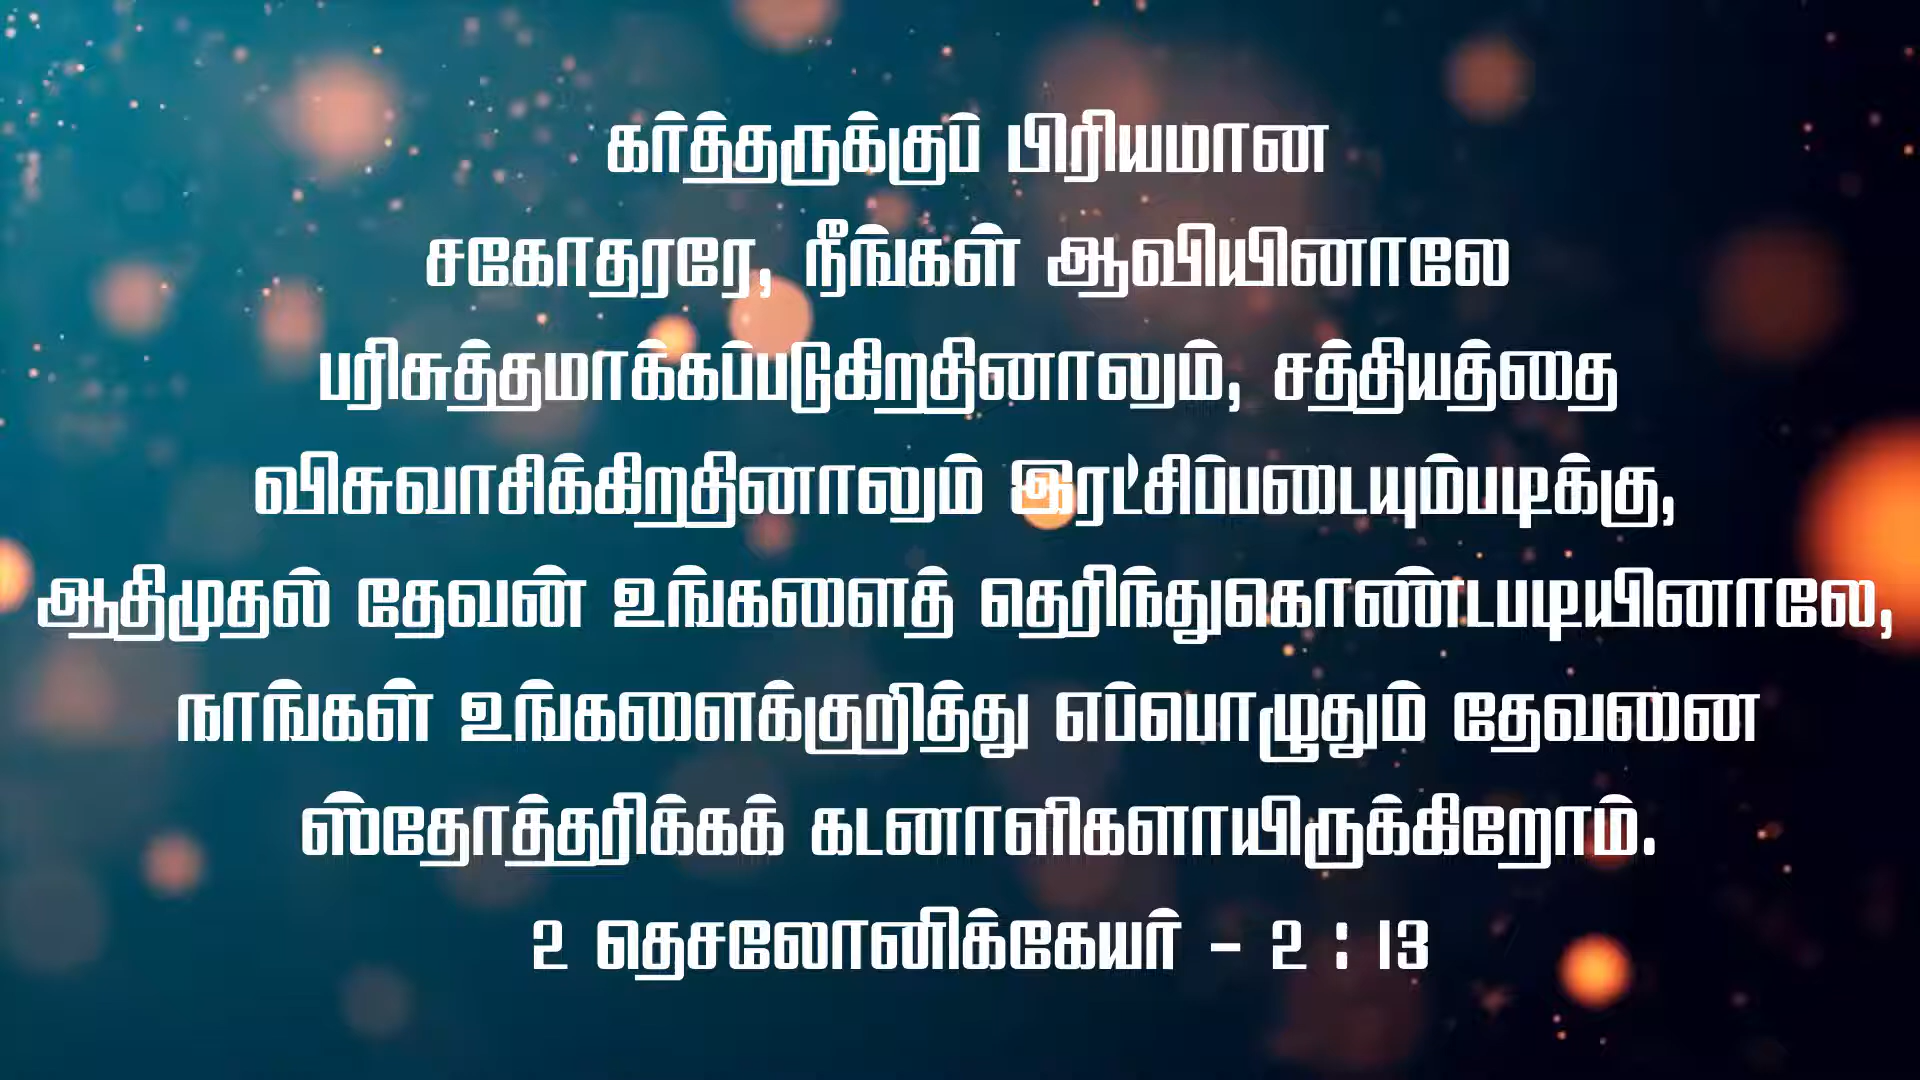 கர்த்தருக்குப் பிரியமான
சகோதரரே, நீங்கள் ஆவியினாலே
பரிசுத்தமாக்கப்படுகிறதினாலும், சத்தியத்தை
விசுவாசிக்கிறதினாலும் இரட்சிப்படையும்படிக்கு,
ஆதிமுதல் தேவன் உங்களைத் தெரிந்துகொண்டபடியினாலே,
நாங்கள் உங்களைக்குறித்து எப்பொழுதும் தேவனை
ஸ்தோத்தரிக்கக் கடனாளிகளாயிருக்கிறோம்.
2 தெசலோனிக்கேயர் - 2 : 13